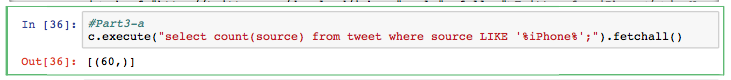 In [36]: #Part3-a
c.execute("select count(source) from tweet where source LIKE '%iPhone%';").fetchall()
Out[36]: [(60,)]